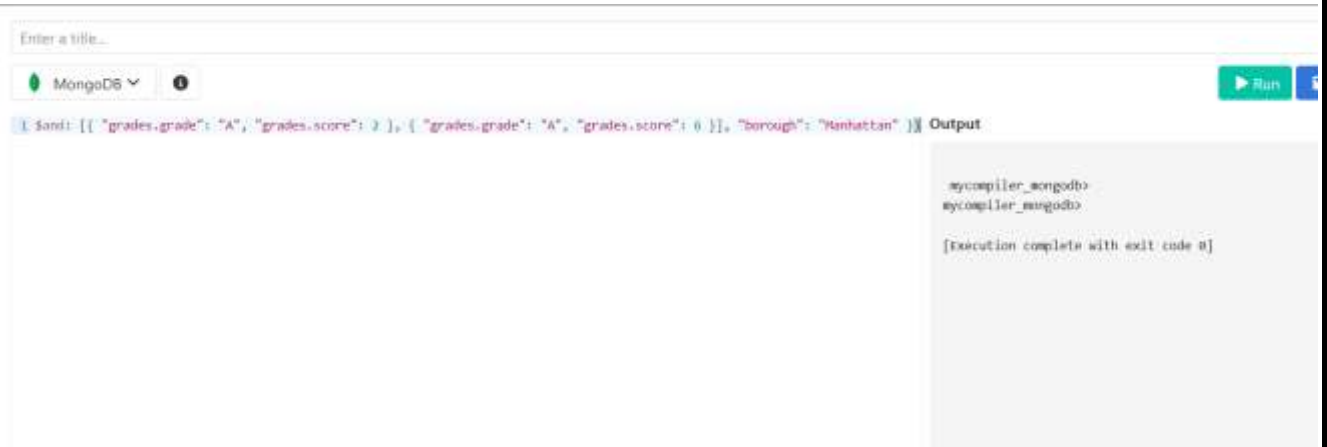 Enter a title...
MongoDB
Run
1 $and: [{ "grades.grade": "A", "grades.score": 2 }, { "grades.grade": "A", "grades.score": 6 }], "borough": "Manhattan" })
Output
mycompiler_mongodb>
mycompiler_mongodb>
[Execution complete with exit code 0]